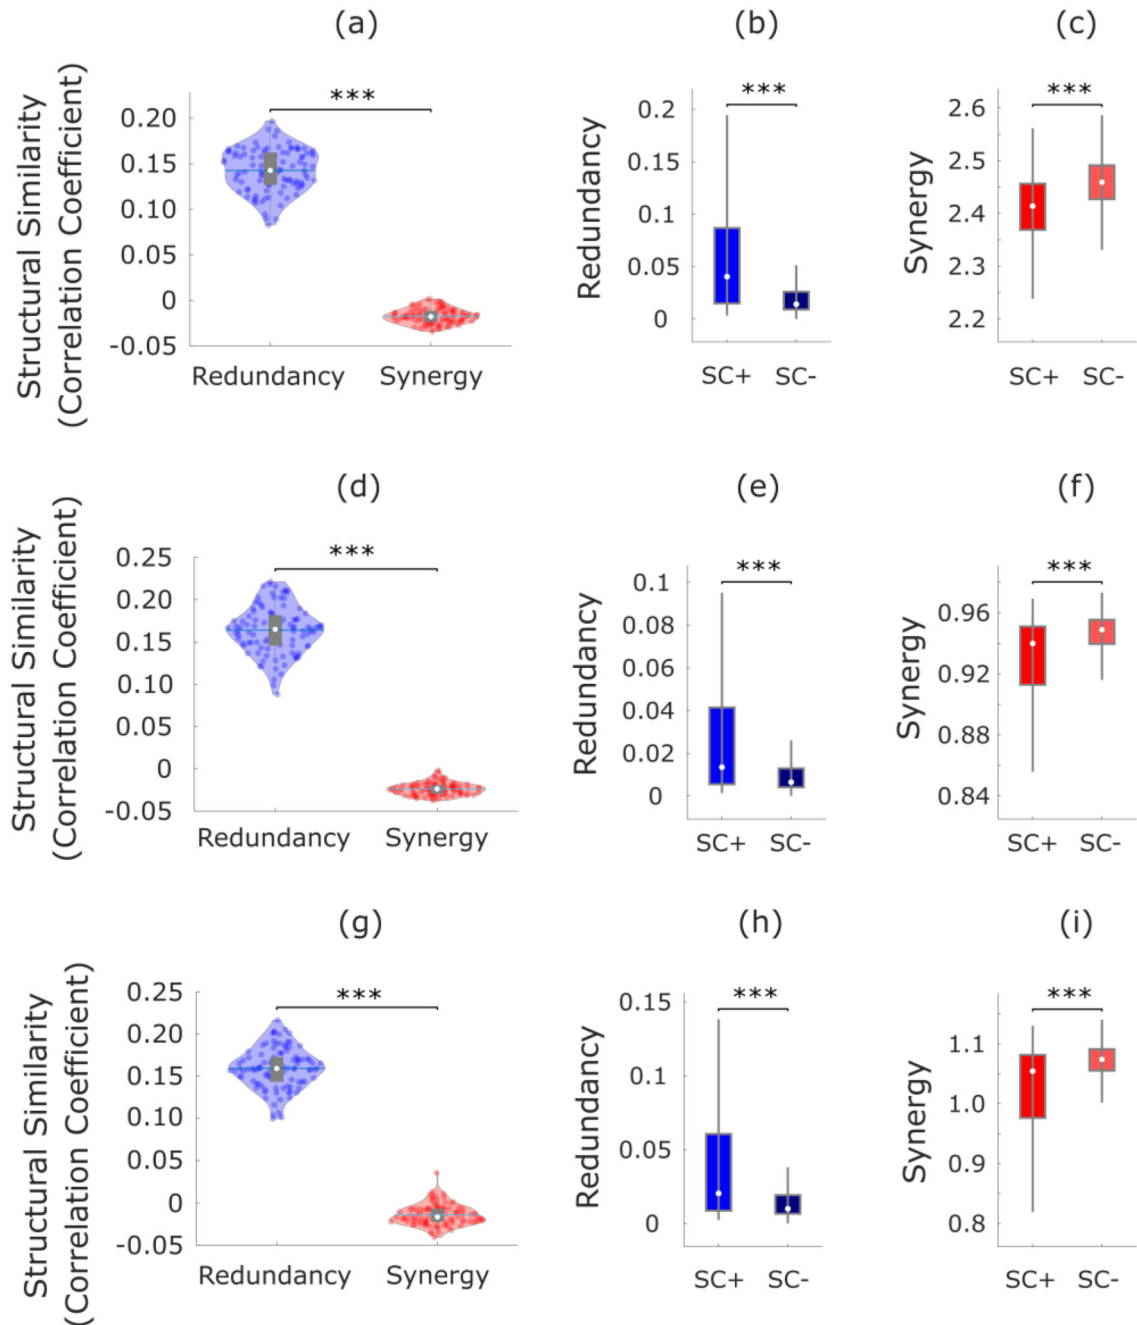 (a)
(b)
(c)
Structural Similarity
(Correlation Coefficient)
0.20
0.15
0.10
0.05
0
-0.05
***
Redundancy
Synergy
Redundancy
0.2
0.15
0.1
0.05
0
***
SC+
SC-
Synergy
2.6
2.5
2.4
2.3
2.2
***
SC+
SC-
(d)
(e)
(f)
Structural Similarity
(Correlation Coefficient)
0.25
0.20
0.15
0.10
0.05
0
-0.05
***
Redundancy
Synergy
Redundancy
0.1
0.08
0.06
0.04
0.02
0
***
SC+
SC-
Synergy
0.96
0.92
0.88
0.84
***
SC+
SC-
(g)
(h)
(i)
Structural Similarity
(Correlation Coefficient)
0.25
0.20
0.15
0.10
0.05
0
-0.05
***
Redundancy
Synergy
Redundancy
0.15
0.1
0.05
0
***
SC+
SC-
Synergy
1.10
1.0
0.9
0.8
***
SC+
SC-